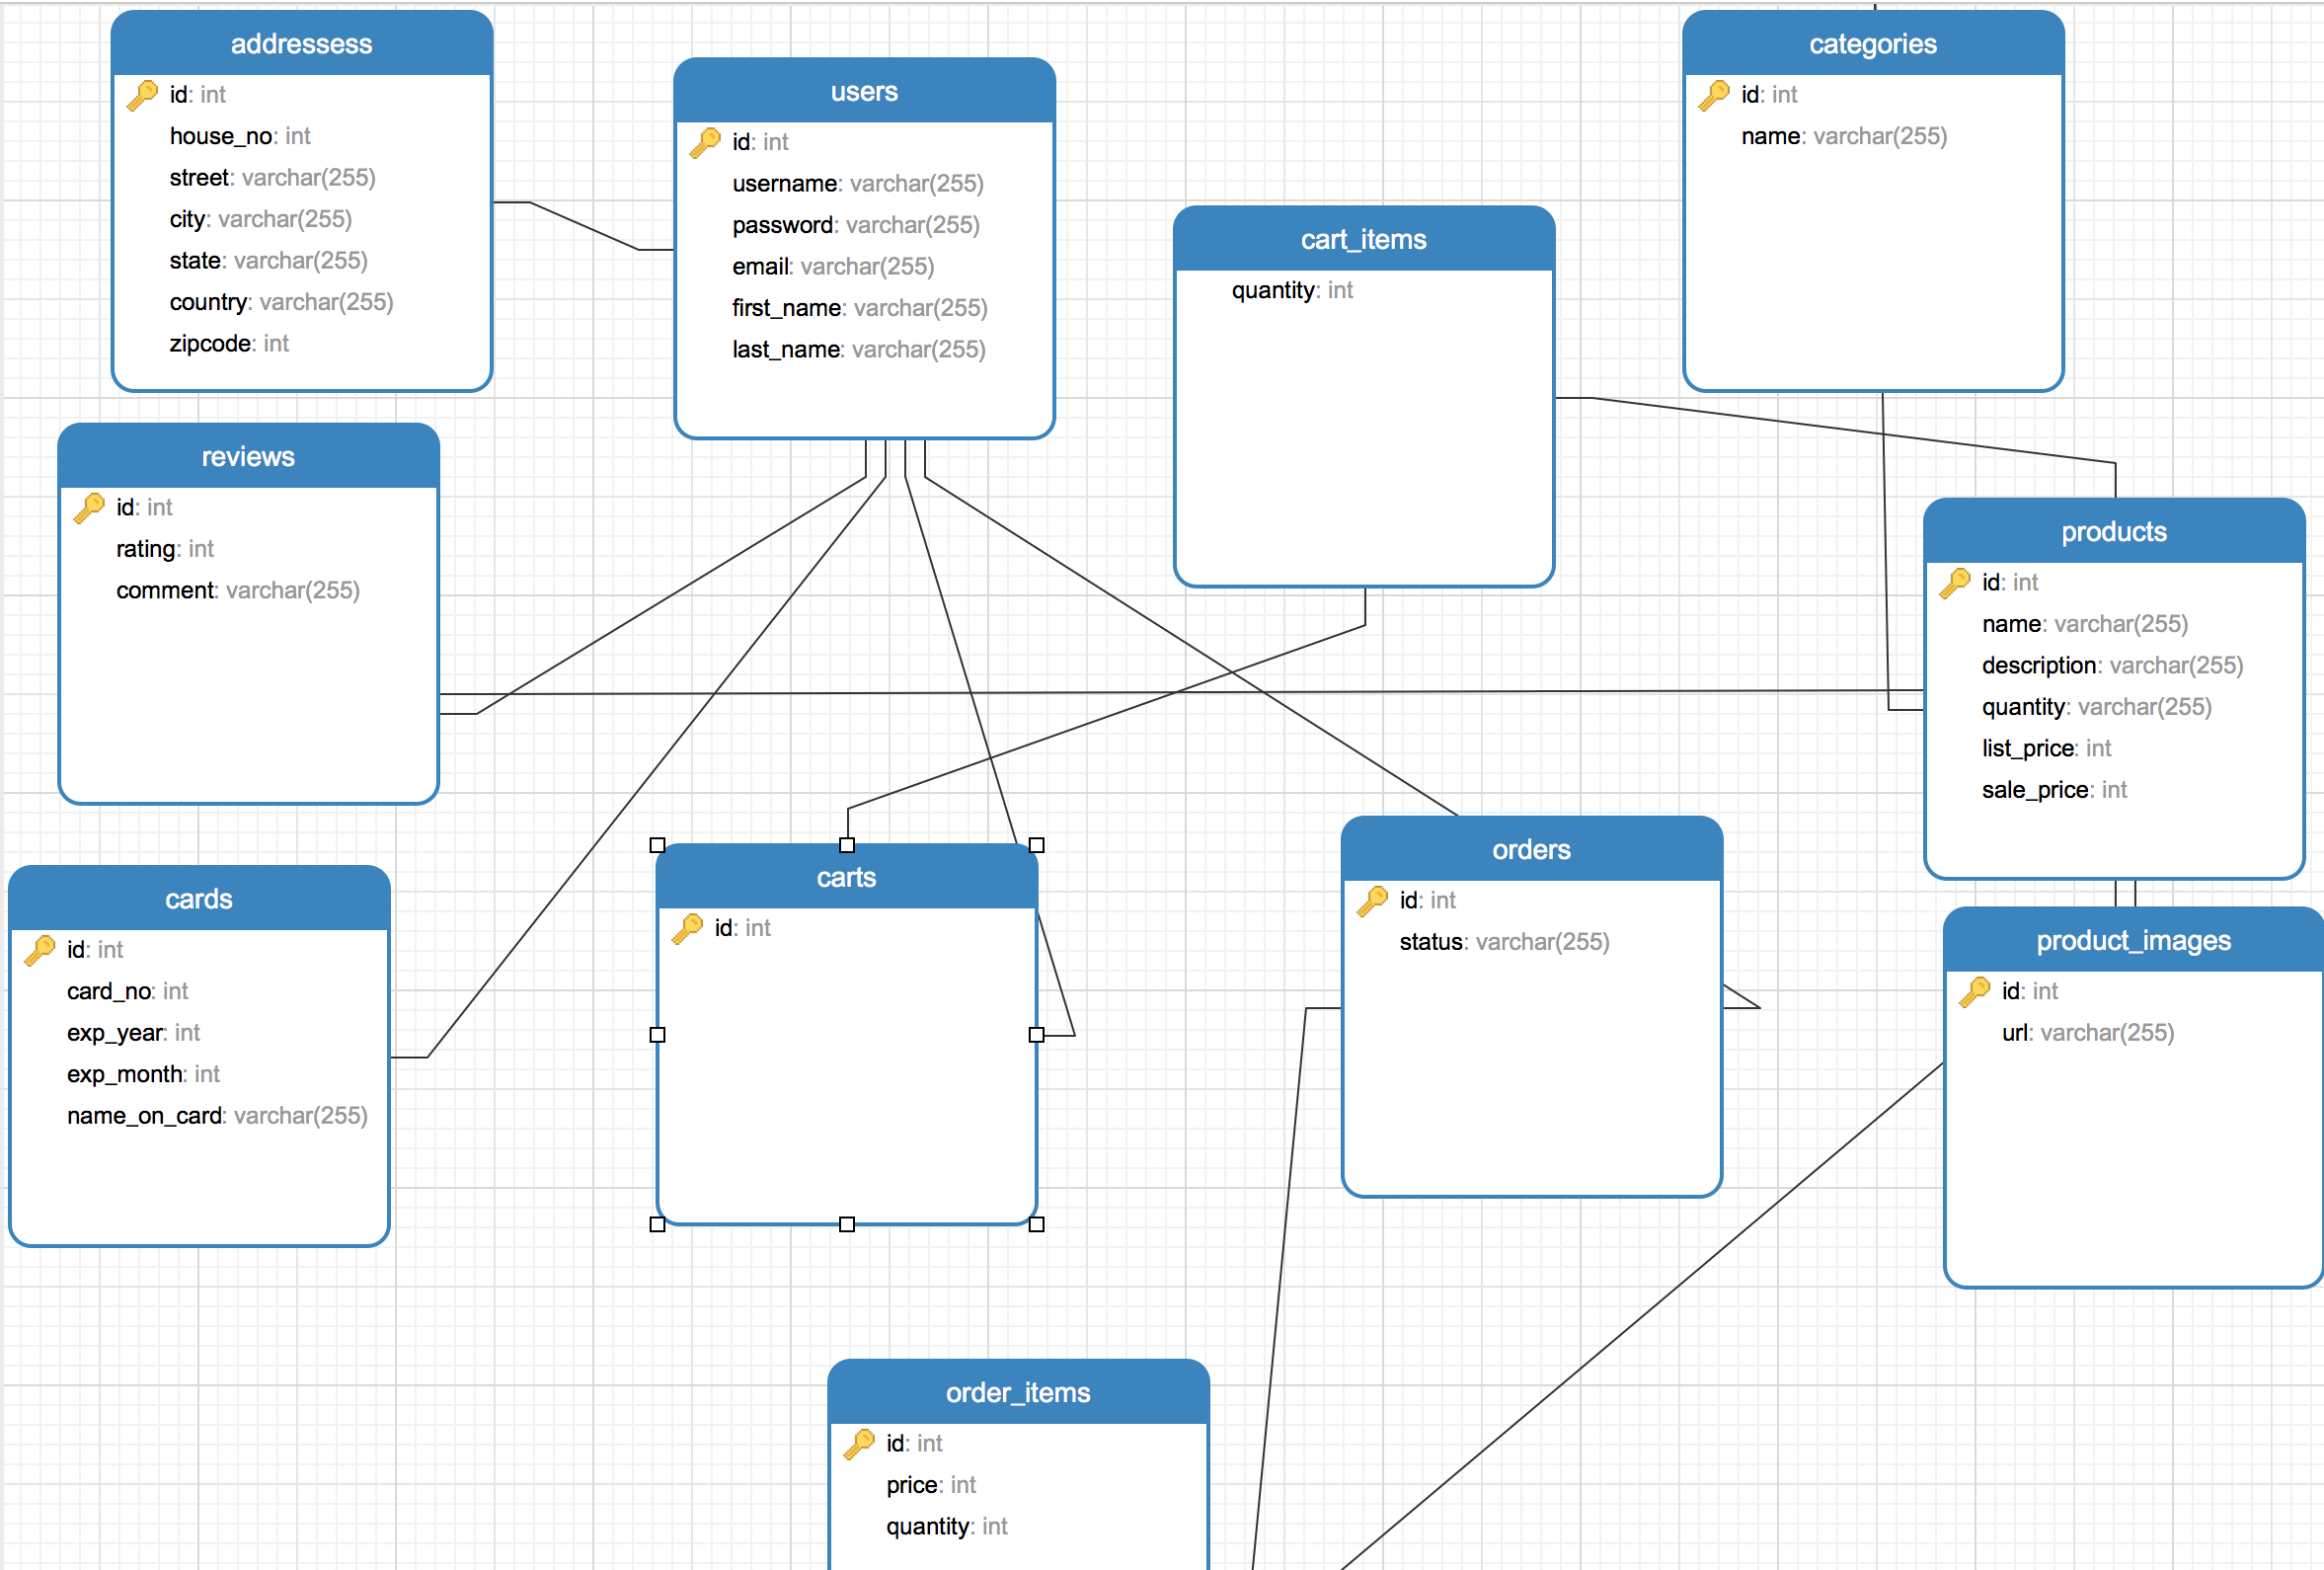 addressess
id: int
house_no: int
street: varchar(255)
city: varchar(255)
state: varchar(255)
country: varchar(255)
zipcode: int
users
id: int
username: varchar(255)
password: varchar(255)
email: varchar(255)
first_name: varchar(255)
last_name: varchar(255)
cart_items
quantity: int
categories
id: int
name: varchar(255)
reviews
id: int
rating: int
comment: varchar(255)
products
id: int
name: varchar(255)
description: varchar(255)
quantity: varchar(255)
list_price: int
sale_price: int
cards
id: int
card_no: int
exp_year: int
exp_month: int
name_on_card: varchar(255)
carts
id: int
orders
id: int
status: varchar(255)
product_images
id: int
url: varchar(255)
order_items
id: int
price: int
quantity: int